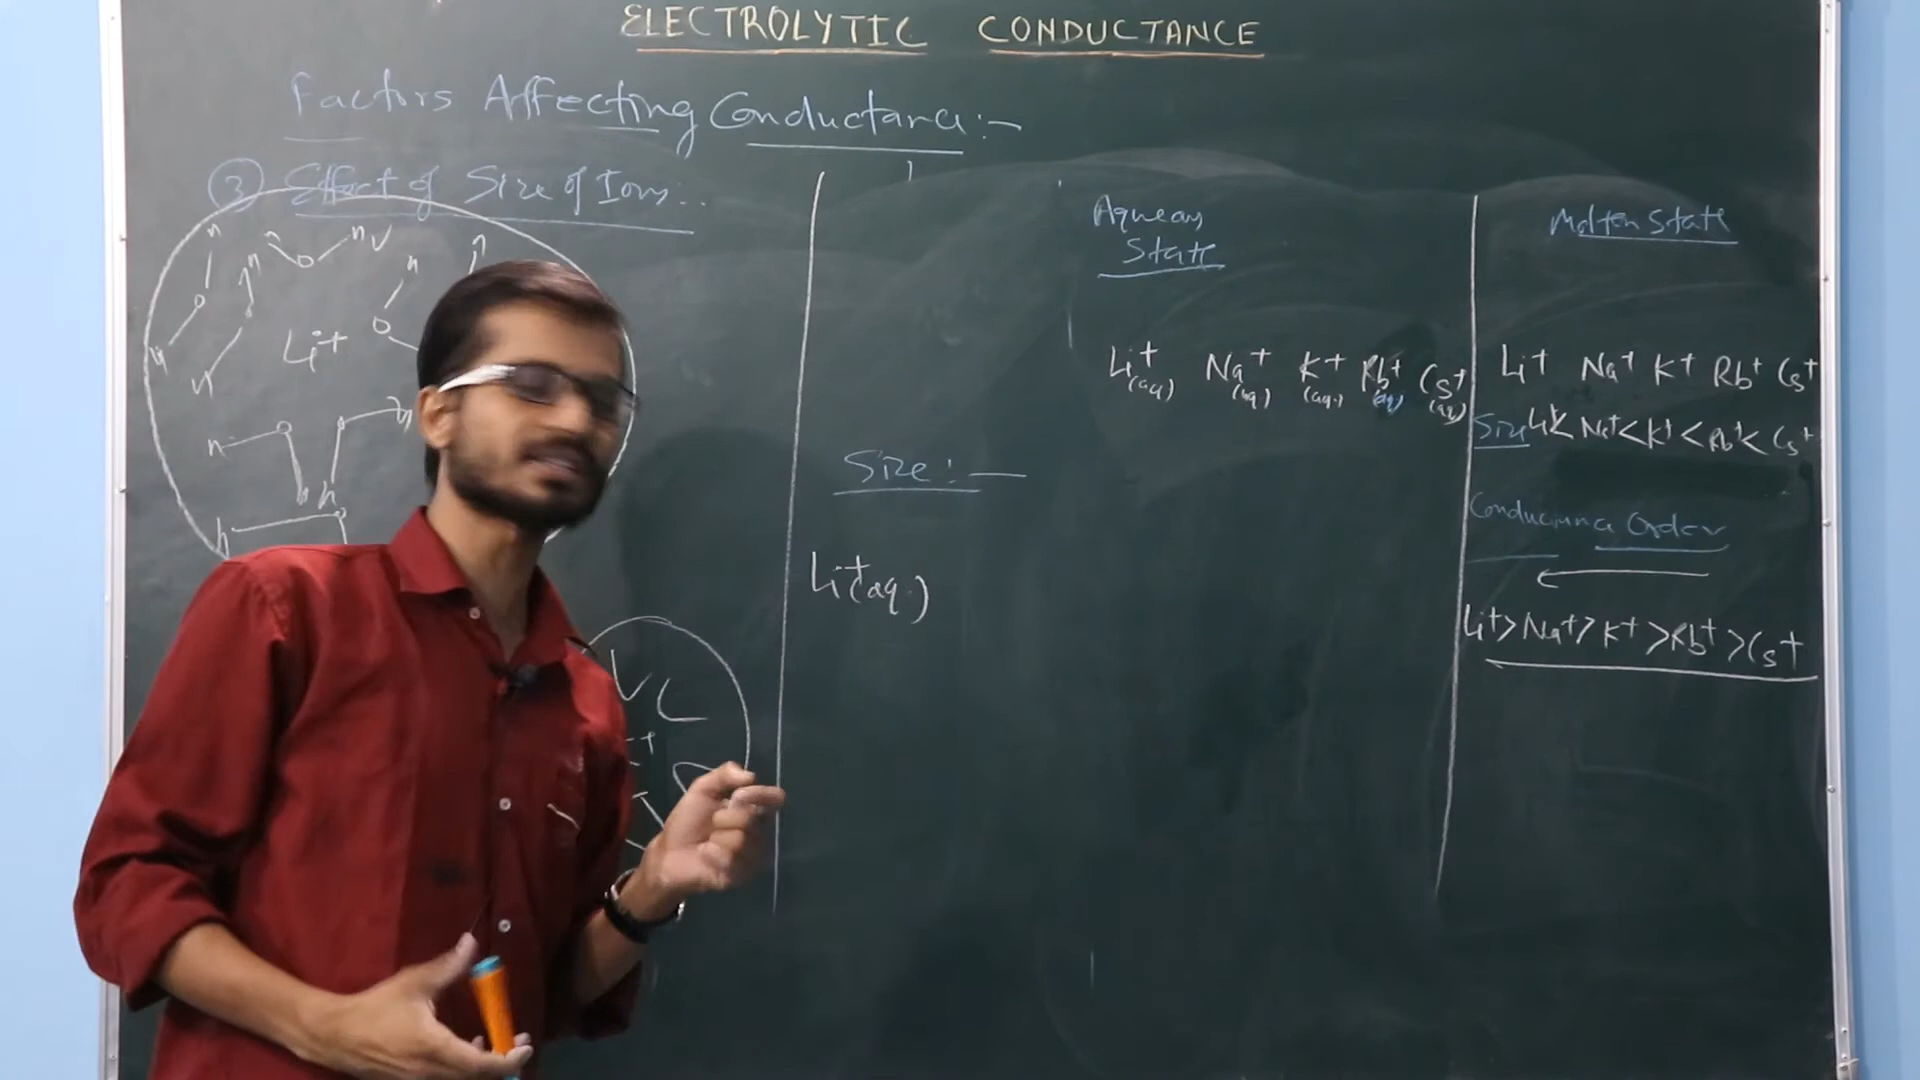 ELECTROLYTIC CONDUCTANCE
Factors Affecting Conductance:-
③ Effect of Size of Ions:.
Li+
Aqueous
State
Li+(aq) Na+(aq) K+(aq.) Rb+(aq) Cs+(aq)
Size:—
Li+(aq.)
Molten State
Li+ Na+ K+ Rb+ Cs+
Size Li+< Na+<K+<Rb+< Cs+
Conductance Order
Li+>Na+>K+>Rb+>Cs+